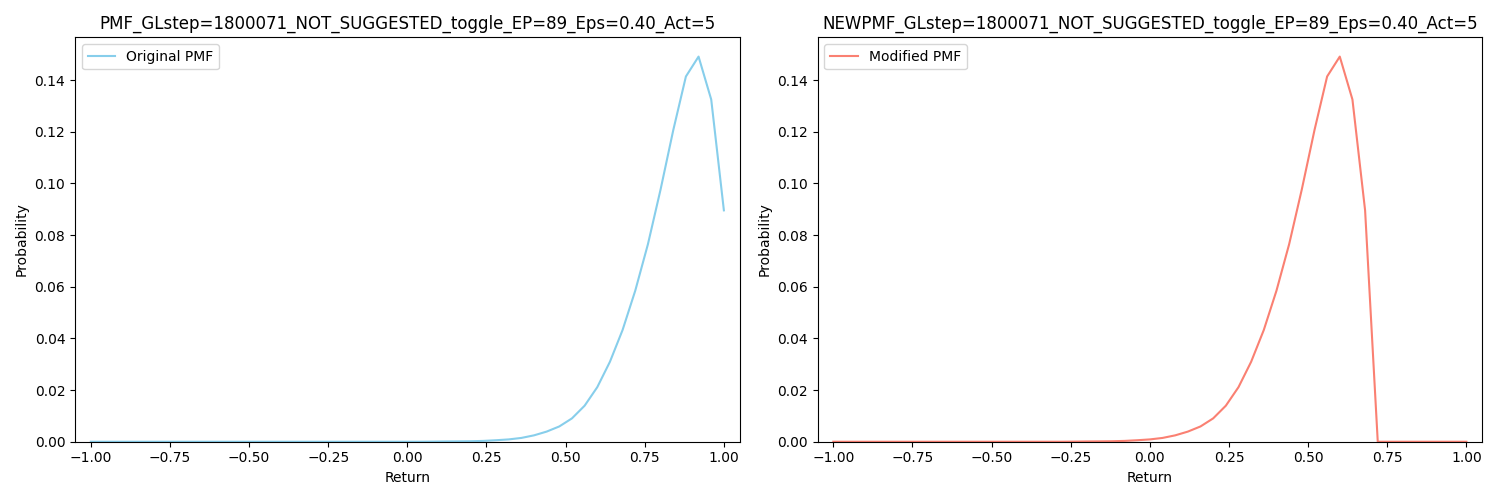 PMF_GLstep=1800071_NOT_SUGGESTED_toggle_EP=89_Eps=0.40_Act=5
Original PMF
0.14
0.12
0.10
0.08
0.06
0.04
0.02
0.00
Probability
−1.00 −0.75 −0.50 −0.25 0.00 0.25 0.50 0.75 1.00
Return
NEWPMF_GLstep=1800071_NOT_SUGGESTED_toggle_EP=89_Eps=0.40_Act=5
Modified PMF
0.14
0.12
0.10
0.08
0.06
0.04
0.02
0.00
Probability
−1.00 −0.75 −0.50 −0.25 0.00 0.25 0.50 0.75 1.00
Return